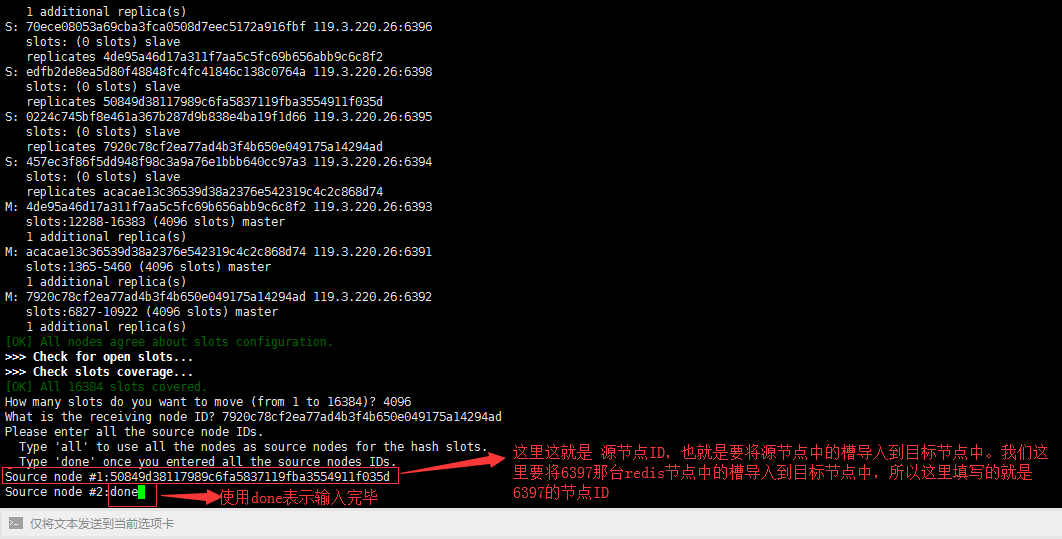 1 additional replica(s)
S: 70ece08053a69cba3fca0508d7eec5172a916fbf 119.3.220.26:6396
slots: (0 slots) slave
replicates 4de95a46d17a311f7aa5c5fc69b656abb9c6c8f2
S: edfb2de8ea5d80f48848fc4fc41846c138c0764a 119.3.220.26:6398
slots: (0 slots) slave
replicates 50849d38117989c6fa5837119fba3554911f035d
S: 0224c745bf8e461a367b287d9b838e4ba19f1d66 119.3.220.26:6395
slots: (0 slots) slave
replicates 7920c78cf2ea77ad4b3f4b650e049175a14294ad
S: 457ec3f86f5dd948f98c3a9a76e1bbb640cc97a3 119.3.220.26:6394
slots: (0 slots) slave
replicates acacae13c36539d38a2376e542319c4c2c868d74
M: 4de95a46d17a311f7aa5c5fc69b656abb9c6c8f2 119.3.220.26:6393
slots:12288-16383 (4096 slots) master
1 additional replica(s)
M: acacae13c36539d38a2376e542319c4c2c868d74 119.3.220.26:6391
slots:1365-5460 (4096 slots) master
1 additional replica(s)
M: 7920c78cf2ea77ad4b3f4b650e049175a14294ad 119.3.220.26:6392
slots:6827-10922 (4096 slots) master
1 additional replica(s)
[OK] All nodes agree about slots configuration.
>>> Check for open slots...
>>> Check slots coverage...
[OK] All 16384 slots covered.
How many slots do you want to move (from 1 to 16384)? 4096
What is the receiving node ID? 7920c78cf2ea77ad4b3f4b650e049175a14294ad
Please enter all the source node IDs.
Type 'all' to use all the nodes as source nodes for the hash slots.
Type 'done' once you entered all the source nodes IDs.
Source node #1:50849d38117989c6fa5837119fba3554911f035d
Source node #2:done
这里这就是 源节点ID，也就是要将源节点中的槽导入到目标节点中。我们这
里要将6397那台redis节点中的槽导入到目标节点中，所以这里填写的就是
6397的节点ID
使用done表示输入完毕
仅将文本发送到当前选项卡